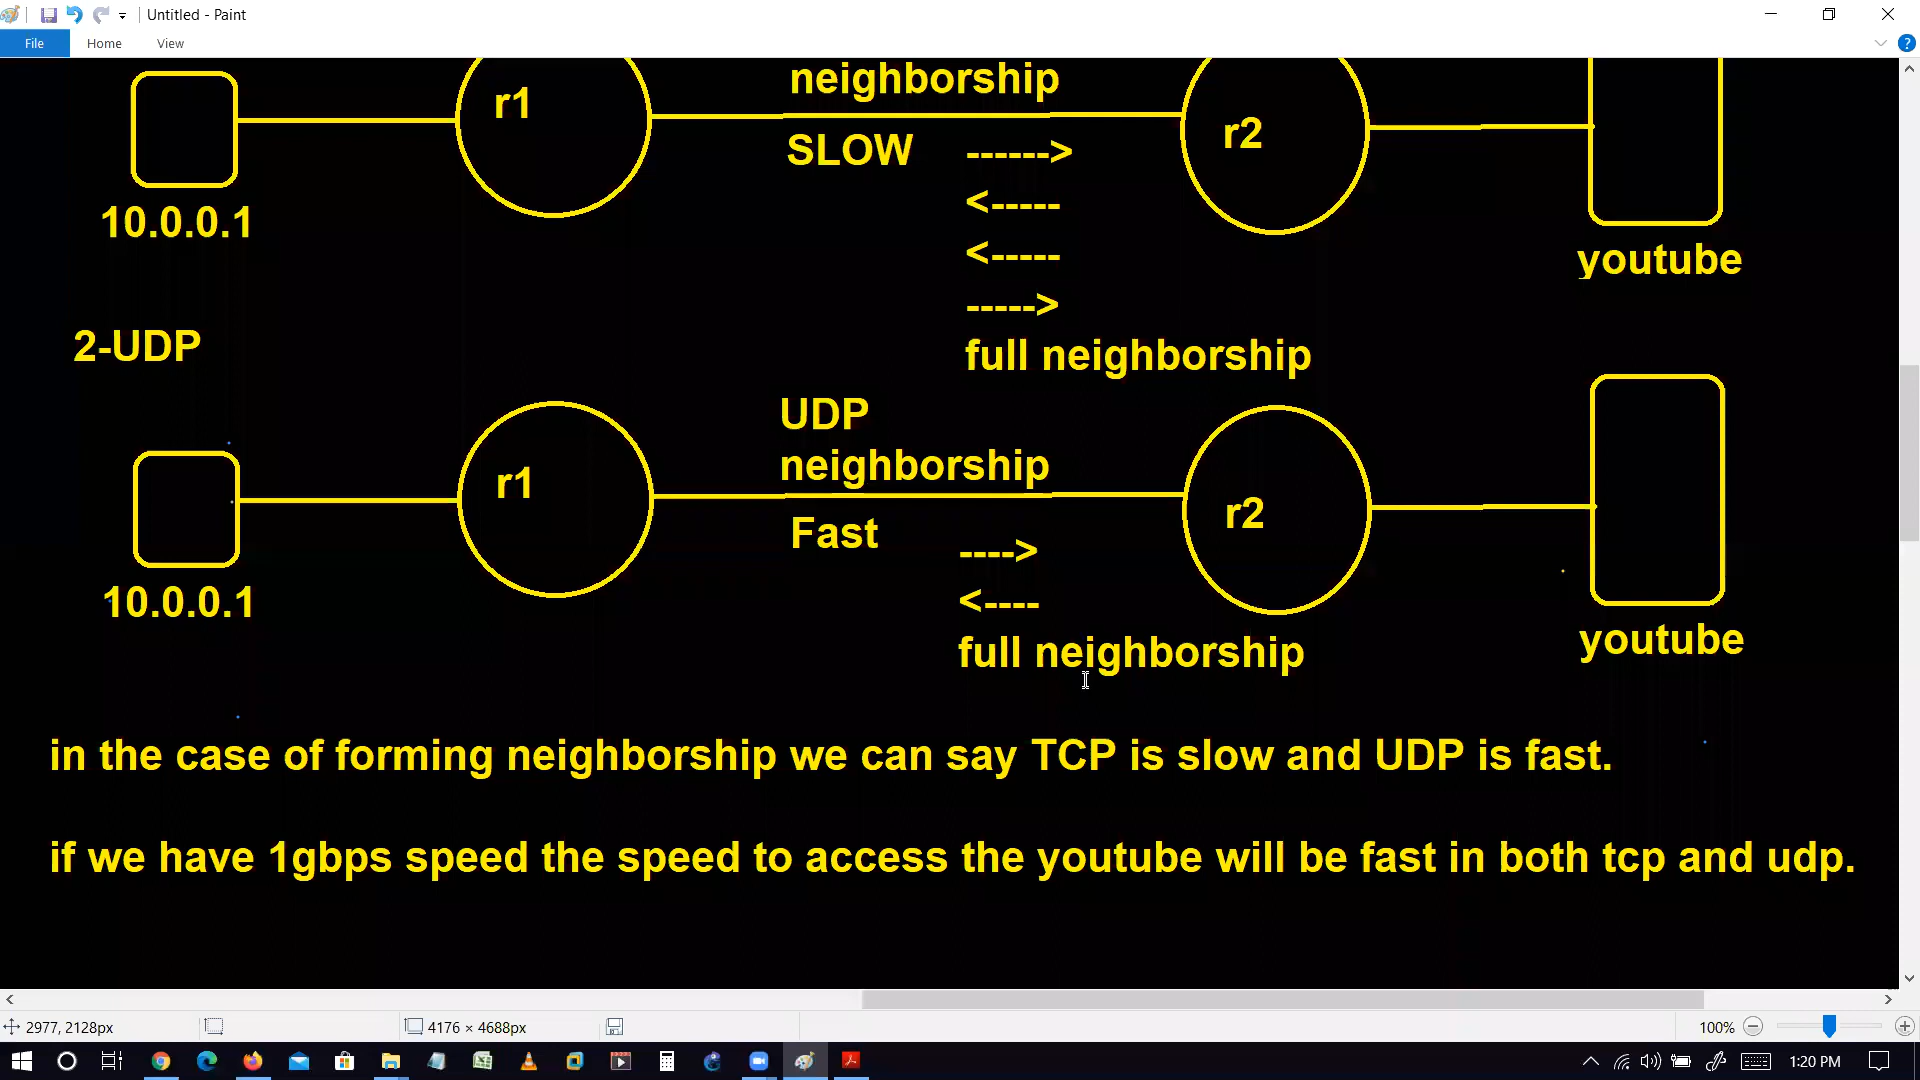 Untitled - Paint
File Home View
neighborship
r1
r2
SLOW ------>
<-----
<-----
----->
10.0.0.1
youtube
2-UDP
full neighborship
UDP
neighborship
r1
r2
Fast
---->
<----
10.0.0.1
full neighborship
youtube
in the case of forming neighborship we can say TCP is slow and UDP is fast.
if we have 1gbps speed the speed to access the youtube will be fast in both tcp and udp.
2977, 2128px
4176 × 4688px
100%
1:20 PM